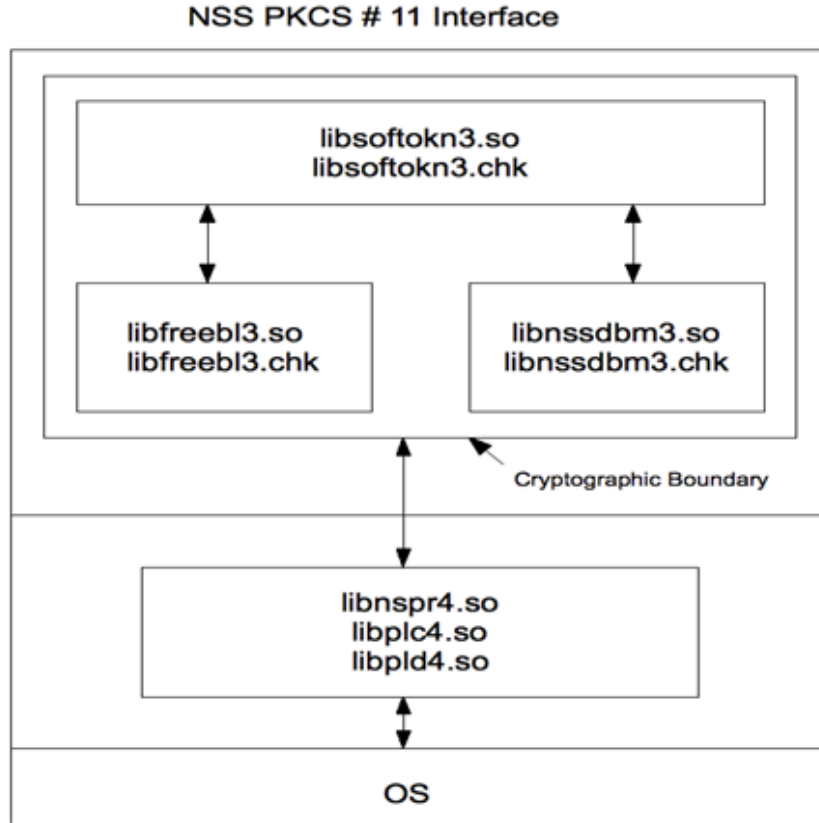 NSS PKCS # 11 Interface
libsoftokn3.so
libsoftokn3.chk
libfreebl3.so
libfreebl3.chk
libnssdbm3.so
libnssdbm3.chk
Cryptographic Boundary
libnspr4.so
libplc4.so
libpld4.so
OS